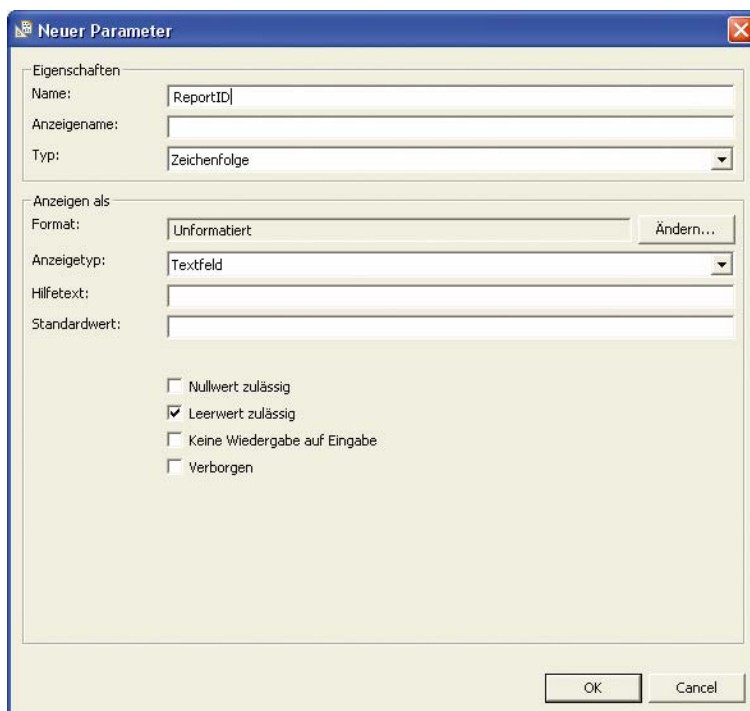 Neuer Parameter
Eigenschaften
Name: ReportID
Anzeigename:
Typ: Zeichenfolge
Anzeigen als
Format: Unformatiert Ändern...
Anzeigetyp: Textfeld
Hilfetext:
Standardwert:
Nullwert zulässig
Leerwert zulässig
Keine Wiedergabe auf Eingabe
Verborgen
OK Cancel